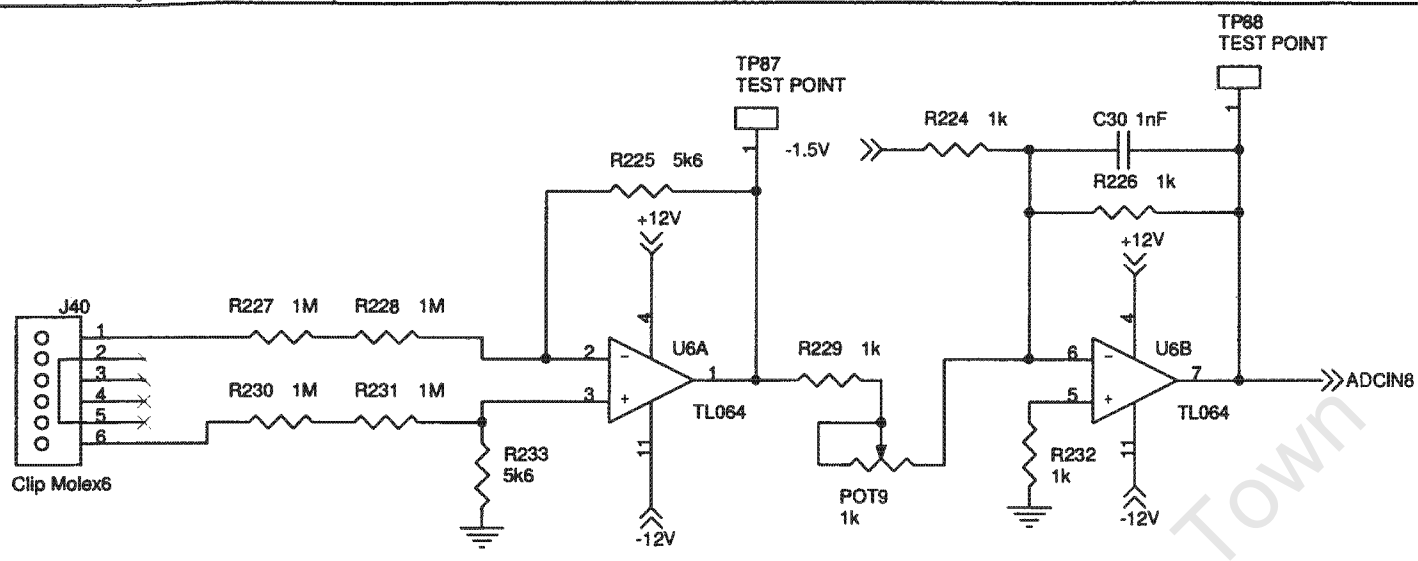 TP88
TEST POINT
TP87
TEST POINT
1
1
R224 1k
C30 1nF
-1.5V
R225 5k6
R226 1k
+12V
+12V
J40
R227 1M
R228 1M
1
2
3
4
5
6
4
4
2
U6A
R229 1k
6
U6B
R230 1M
R231 1M
1
7
ADCIN8
3
TL064
5
TL064
R233
5k6
11
11
R232
1k
Clip Molex6
POT9
1k
-12V
-12V
Town